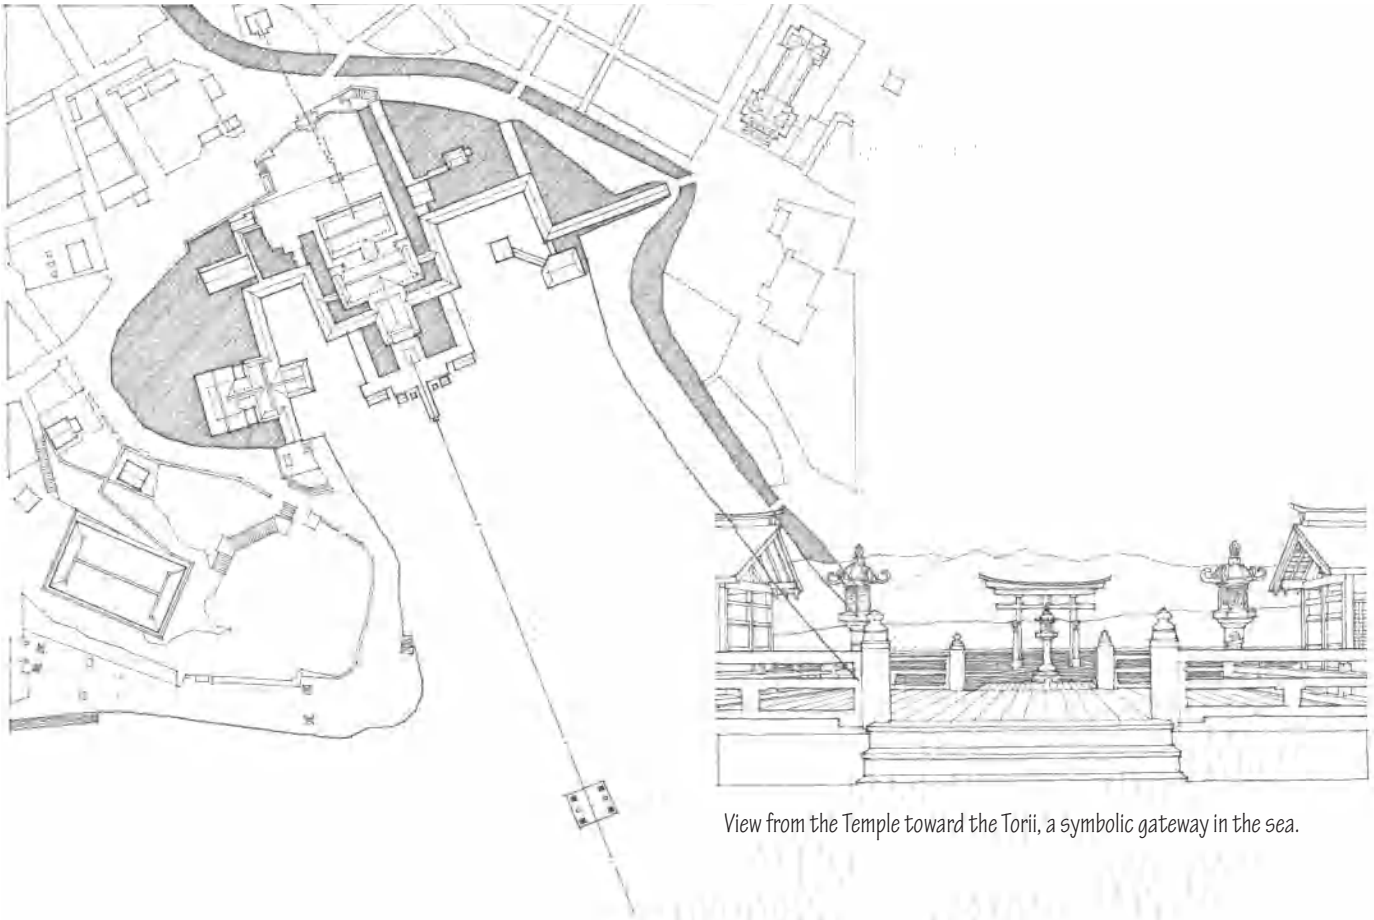 View from the Temple toward the Torii, a symbolic gateway in the sea.